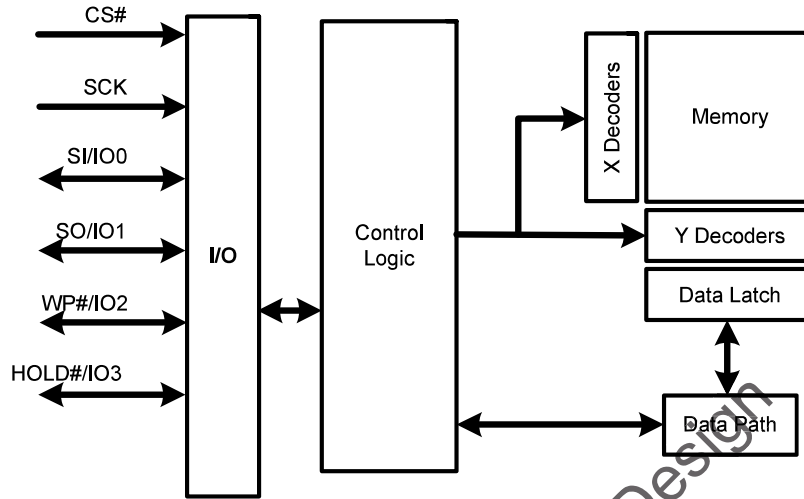 CS#
SCK
SI/IO0
SO/IO1
WP#/IO2
HOLD#/IO3
I/O
Control
Logic
X Decoders
Memory
Y Decoders
Data Latch
Data Path
Design